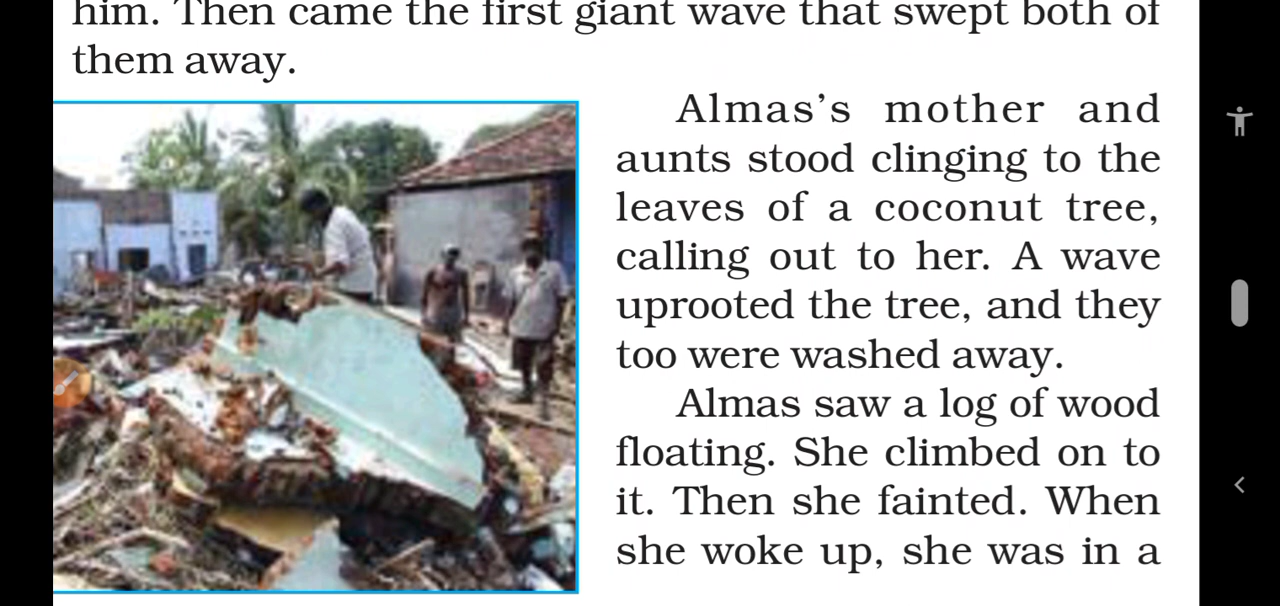 him. Then came the first giant wave that swept both of
them away.
Almas's mother and
aunts stood clinging to the
leaves of a coconut tree,
calling out to her. A wave
uprooted the tree, and they
too were washed away.
Almas saw a log of wood
floating. She climbed on to
it. Then she fainted. When
she woke up, she was in a